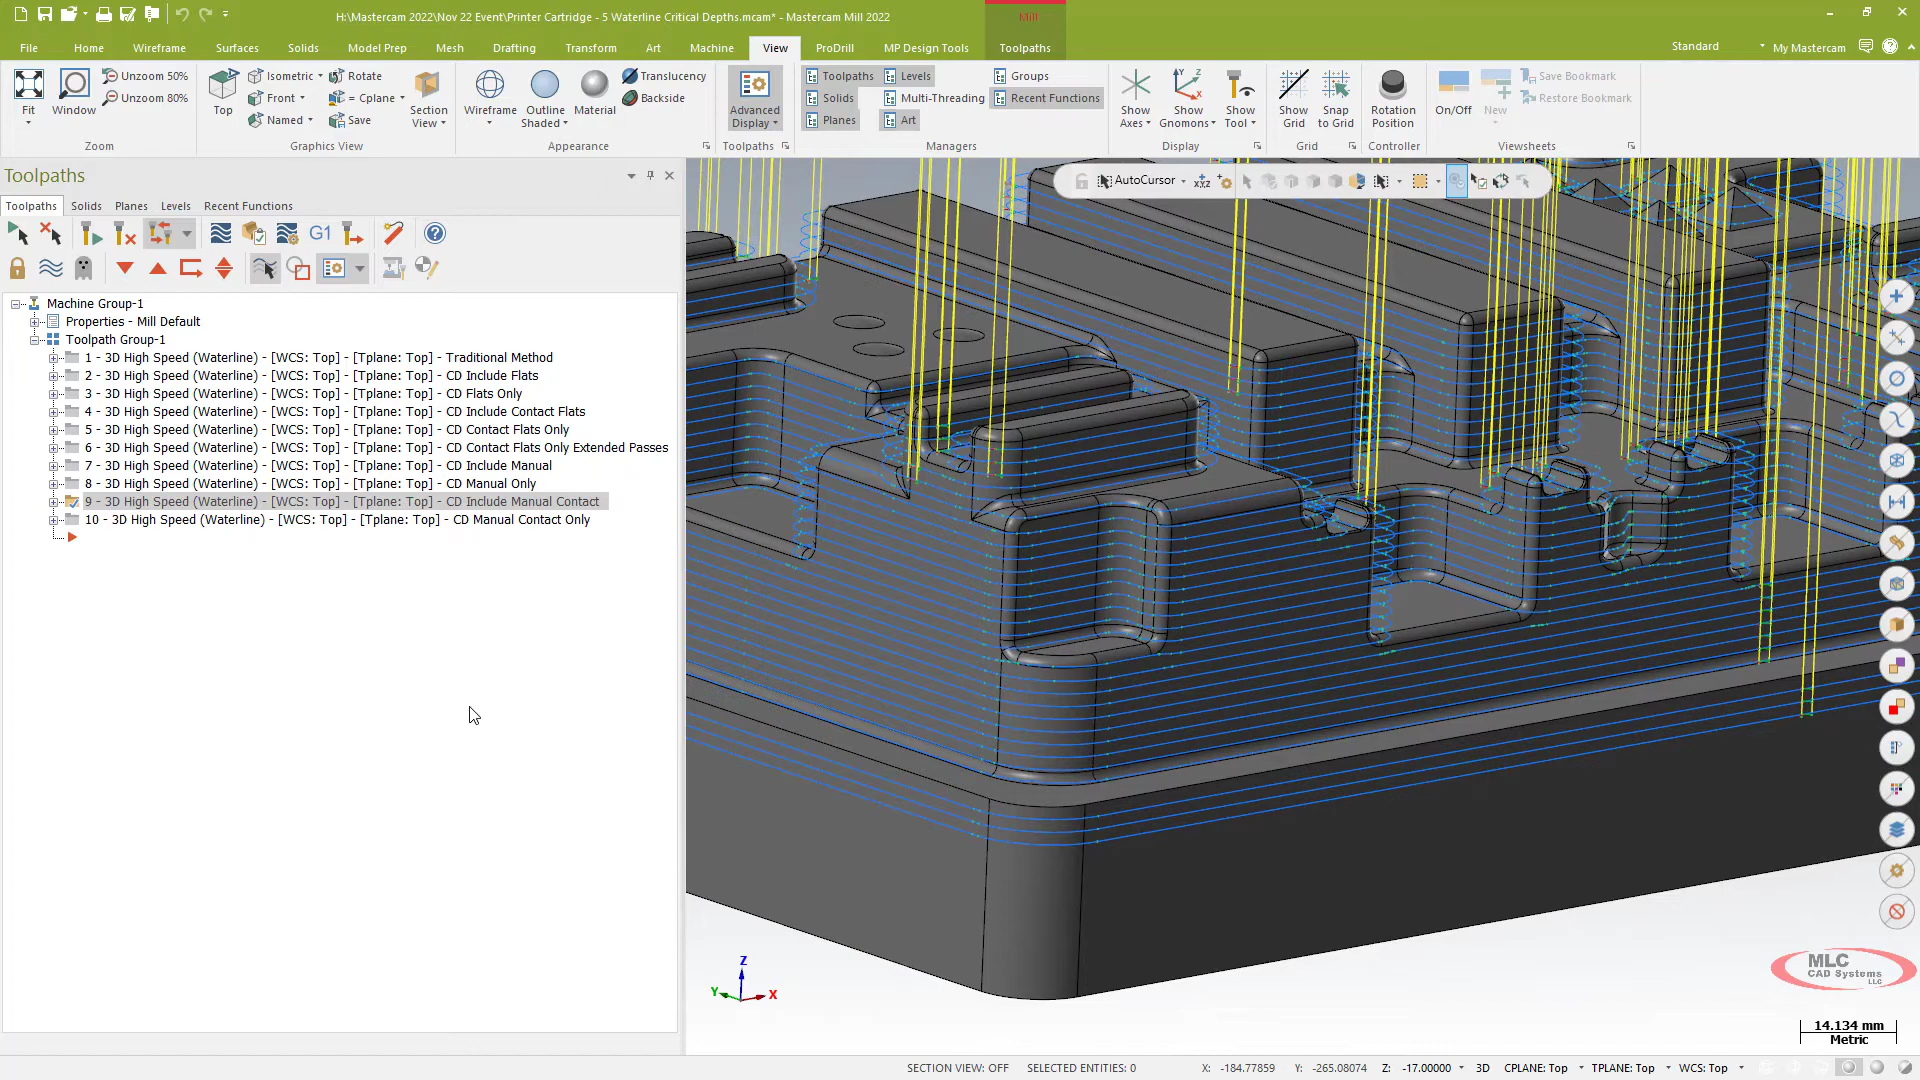 H:\Mastercam 2022\Nov 22 Event\Printer Cartridge - 5 Waterline Critical Depths.mcam* - Mastercam Mill 2022
Mill
File Home Wireframe Surfaces Solids Model Prep Mesh Drafting Transform Art Machine View ProDrill MP Design Tools Toolpaths
Standard My Mastercam
Fit
Window
Unzoom 50%
Unzoom 80%
Zoom
Top
Isometric
Front
Named
Rotate
= Cplane
Save
Section View
Graphics View
Wireframe
Outline Shaded
Material
Translucency
Backside
Appearance
Advanced Display
Toolpaths
Toolpaths Levels Groups
Solids Multi-Threading Recent Functions
Planes Art
Managers
Show Axes
Show Gnomons
Show Tool
Display
Show Grid
Snap to Grid
Grid
Rotation Position
Controller
On/Off
New
Save Bookmark
Restore Bookmark
Viewsheets
Toolpaths
Toolpaths Solids Planes Levels Recent Functions
G1
AutoCursor
XYZ
Machine Group-1
Properties - Mill Default
Toolpath Group-1
1 - 3D High Speed (Waterline) - [WCS: Top] - [Tplane: Top] - Traditional Method
2 - 3D High Speed (Waterline) - [WCS: Top] - [Tplane: Top] - CD Include Flats
3 - 3D High Speed (Waterline) - [WCS: Top] - [Tplane: Top] - CD Flats Only
4 - 3D High Speed (Waterline) - [WCS: Top] - [Tplane: Top] - CD Include Contact Flats
5 - 3D High Speed (Waterline) - [WCS: Top] - [Tplane: Top] - CD Contact Flats Only
6 - 3D High Speed (Waterline) - [WCS: Top] - [Tplane: Top] - CD Contact Flats Only Extended Passes
7 - 3D High Speed (Waterline) - [WCS: Top] - [Tplane: Top] - CD Include Manual
8 - 3D High Speed (Waterline) - [WCS: Top] - [Tplane: Top] - CD Manual Only
9 - 3D High Speed (Waterline) - [WCS: Top] - [Tplane: Top] - CD Include Manual Contact
10 - 3D High Speed (Waterline) - [WCS: Top] - [Tplane: Top] - CD Manual Contact Only
Z
Y
X
MLC
CAD Systems
LLC
14.134 mm
Metric
SECTION VIEW: OFF SELECTED ENTITIES: 0 X: -184.77859 Y: -265.08074 Z: -17.00000 3D CPLANE: Top TPLANE: Top WCS: Top